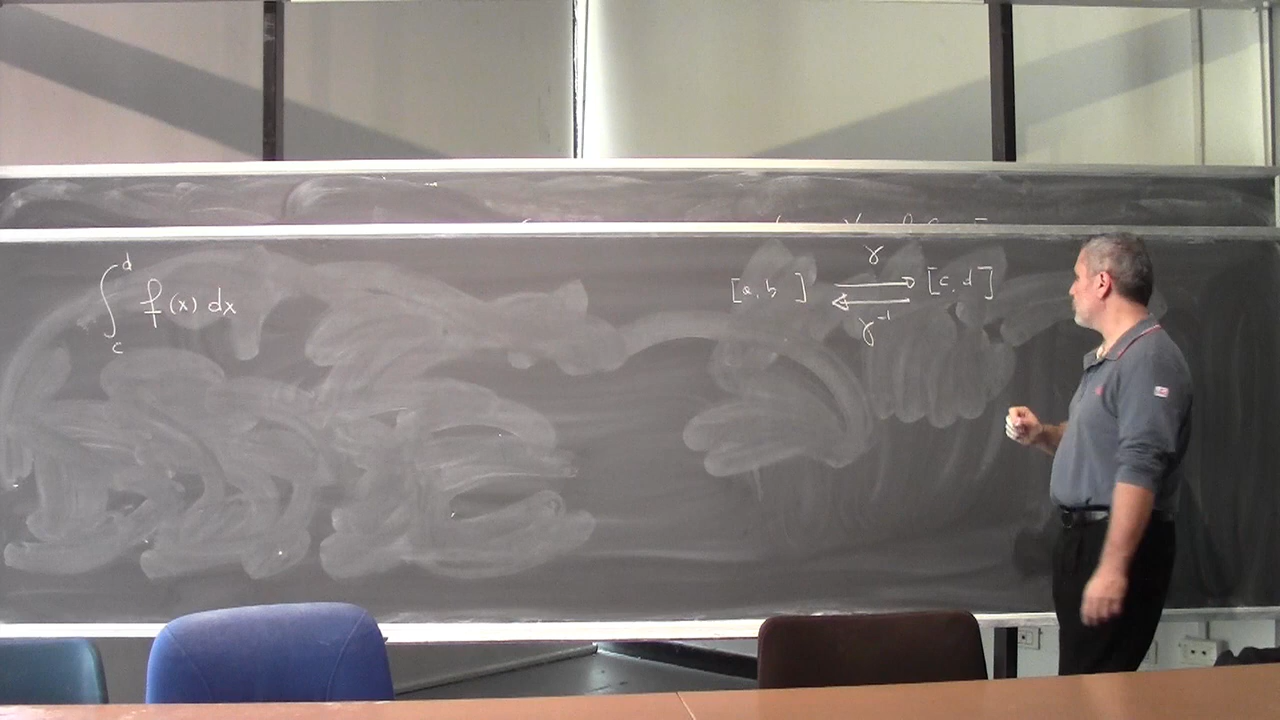 ∫_c^d f(x) dx
[a, b] ⇄ [c, d]
γ
γ⁻¹